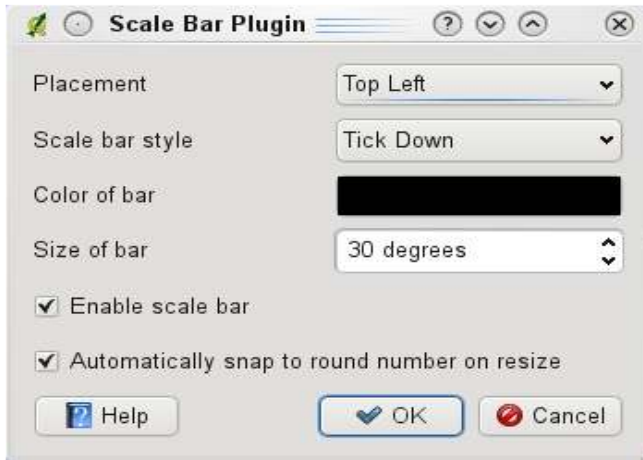 Scale Bar Plugin
Placement Top Left
Scale bar style Tick Down
Color of bar
Size of bar 30 degrees
Enable scale bar
Automatically snap to round number on resize
Help OK Cancel